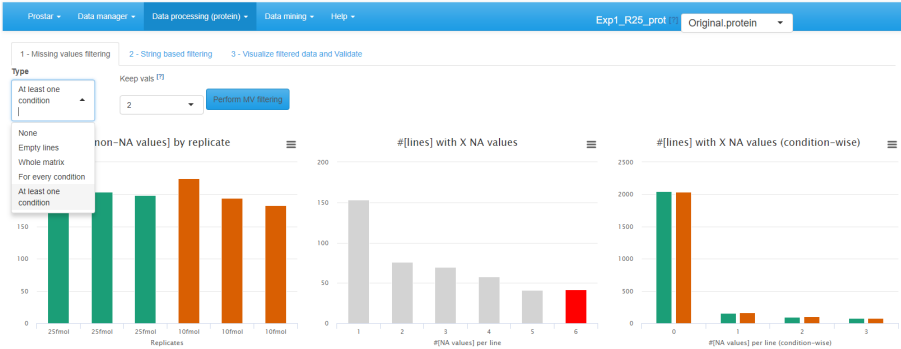 Prostar Data manager Data processing (protein) Data mining Help Exp1_R25_prot [?] Original.protein
1 - Missing values filtering 2 - String based filtering 3 - Visualize filtered data and Validate
Type
At least one
condition
Keep vals [?]
2
Perform MV filtering
None
Empty lines
Whole matrix
For every condition
At least one
condition
non-NA values] by replicate
150
100
50
0
25fmol 25fmol 25fmol 10fmol 10fmol 10fmol
Replicates
#[lines] with X NA values
200
150
100
50
0
1 2 3 4 5 6
#[NA values] per line
#[lines] with X NA values (condition-wise)
2500
2000
1500
1000
500
0
0 1 2 3
#[NA values] per line (condition-wise)